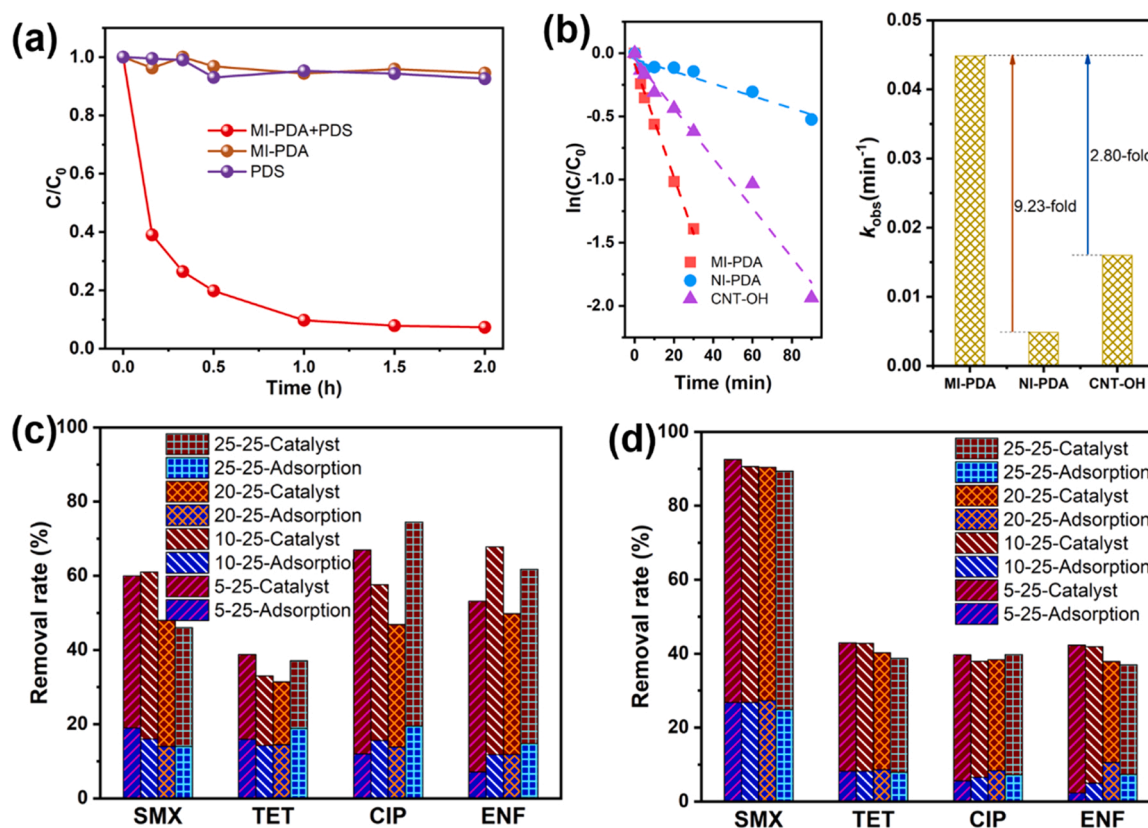 (a)
1.0
0.8
0.6
0.4
0.2
0.0
C/C₀
MI-PDA+PDS
MI-PDA
PDS
0.0
0.5
1.0
1.5
2.0
Time (h)
(b)
0.0
-0.5
-1.0
-1.5
-2.0
ln(C/C₀)
MI-PDA
NI-PDA
CNT-OH
0
20
40
60
80
Time (min)
0.05
0.04
0.03
0.02
0.01
0.00
k_obs(min⁻¹)
9.23-fold
2.80-fold
MI-PDA
NI-PDA
CNT-OH
(c)
100
80
60
40
20
0
Removal rate (%)
25-25-Catalyst
25-25-Adsorption
20-25-Catalyst
20-25-Adsorption
10-25-Catalyst
10-25-Adsorption
5-25-Catalyst
5-25-Adsorption
SMX
TET
CIP
ENF
(d)
100
80
60
40
20
0
Removal rate (%)
25-25-Catalyst
25-25-Adsorption
20-25-Catalyst
20-25-Adsorption
10-25-Catalyst
10-25-Adsorption
5-25-Catalyst
5-25-Adsorption
SMX
TET
CIP
ENF